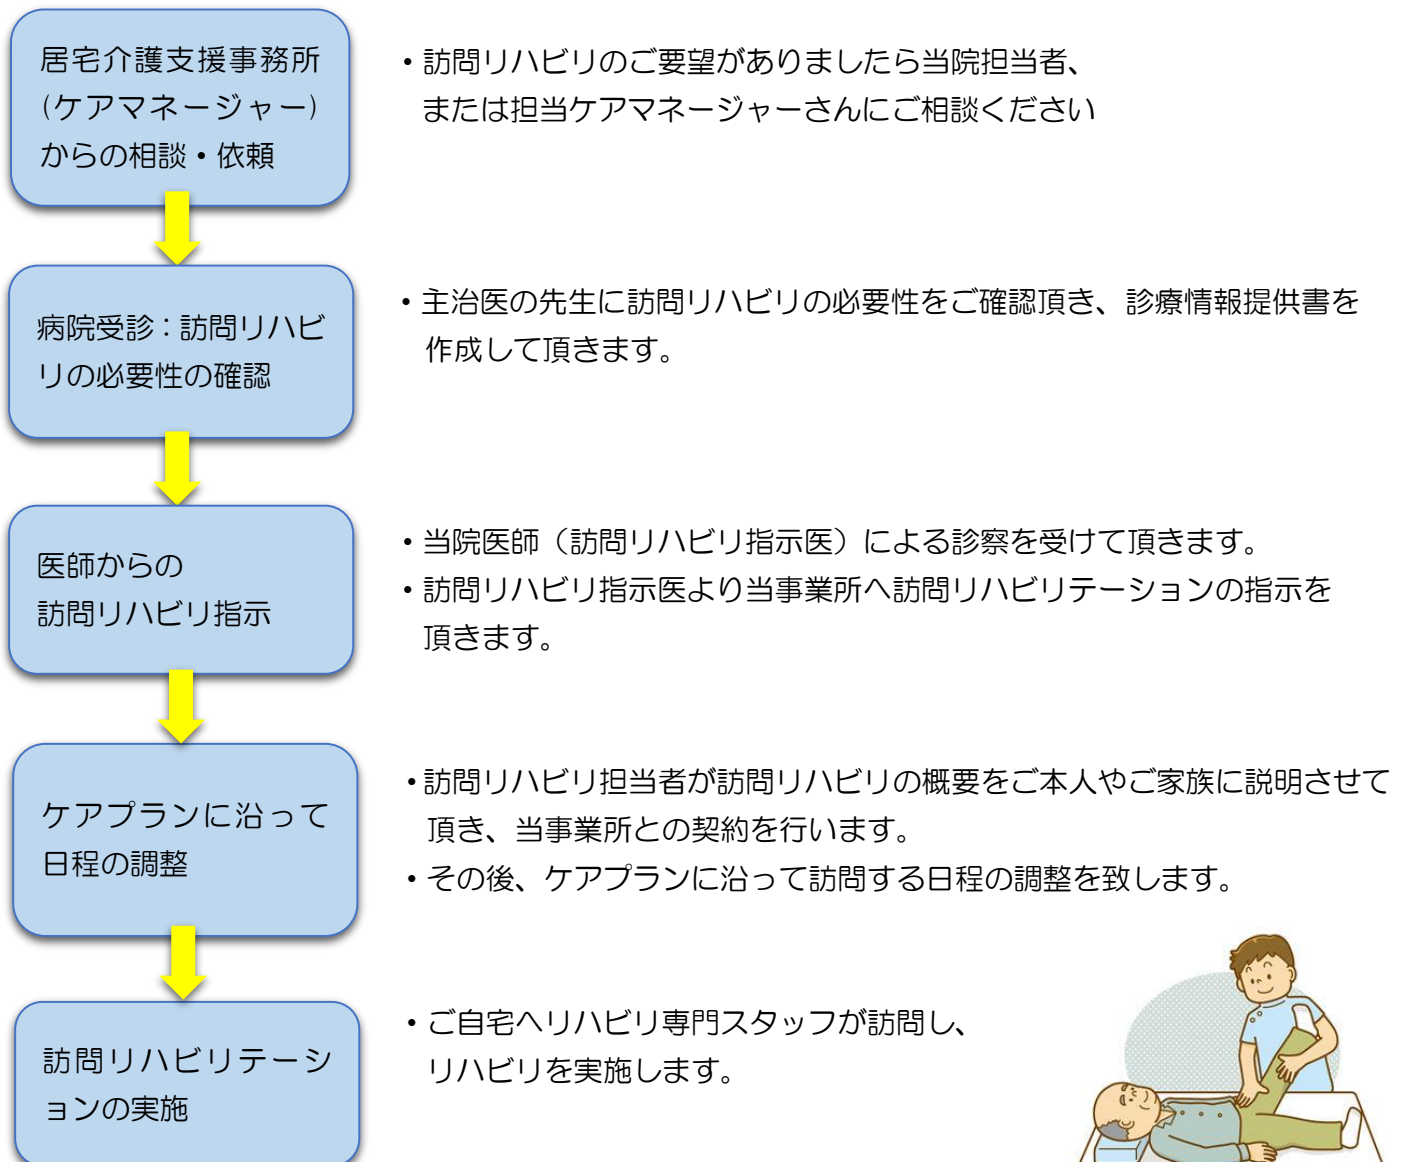 居宅介護支援事務所
(ケアマネージャー)
からの相談・依頼
・訪問リハビリのご要望がありましたら当院担当者、
または担当ケアマネージャーさんにご相談ください
病院受診：訪問リハビ
リの必要性の確認
・主治医の先生に訪問リハビリの必要性をご確認頂き、診療情報提供書を
作成して頂きます。
医師からの
訪問リハビリ指示
・当院医師（訪問リハビリ指示医）による診察を受けて頂きます。
・訪問リハビリ指示医より当事業所へ訪問リハビリテーションの指示を
頂きます。
ケアプランに沿って
日程の調整
・訪問リハビリ担当者が訪問リハビリの概要をご本人やご家族に説明させて
頂き、当事業所との契約を行います。
・その後、ケアプランに沿って訪問する日程の調整を致します。
訪問リハビリテーシ
ョンの実施
・ご自宅へリハビリ専門スタッフが訪問し、
リハビリを実施します。